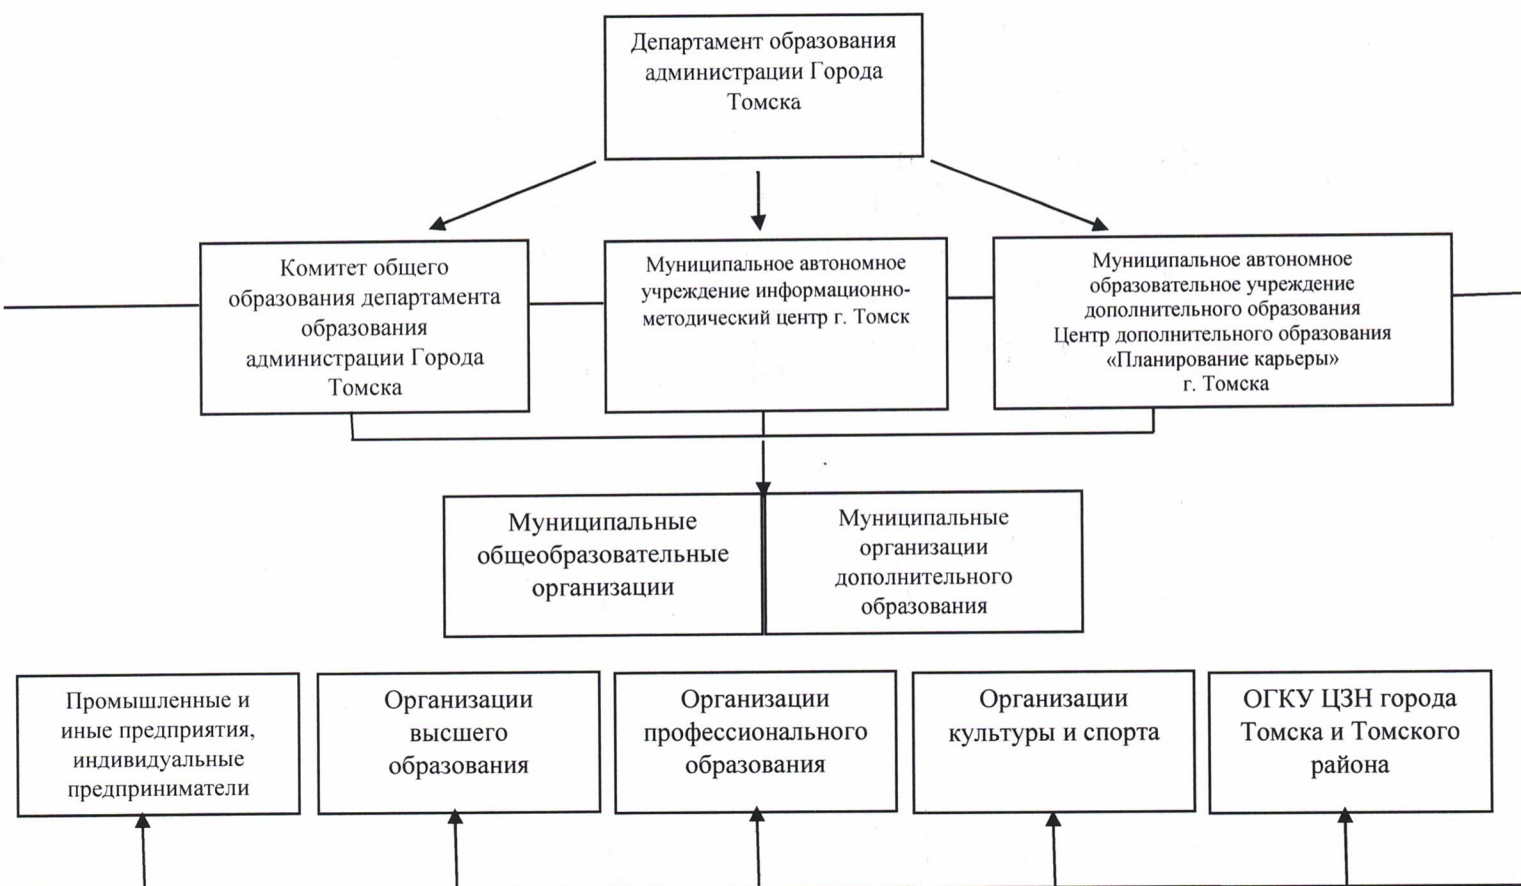 Департамент образования
администрации Города
Томска
Комитет общего
образования департамента
образования
администрации Города
Томска
Муниципальное автономное
учреждение информационно-
методический центр г. Томск
Муниципальное автономное
образовательное учреждение
дополнительного образования
Центр дополнительного образования
«Планирование карьеры»
г. Томска
Муниципальные
общеобразовательные
организации
Муниципальные
организации
дополнительного
образования
Промышленные и
иные предприятия,
индивидуальные
предприниматели
Организации
высшего
образования
Организации
профессионального
образования
Организации
культуры и спорта
ОГКУ ЦЗН города
Томска и Томского
района